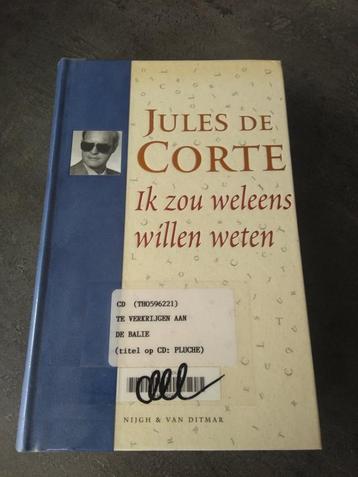 JULES DE
CORTE
Ik zou weleens
willen weten
CD (TH0596221)
TE VERKRIJGEN AAN
DE BALIE
(titel op CD: PLUCHE)
NIJGH & VAN DITMAR